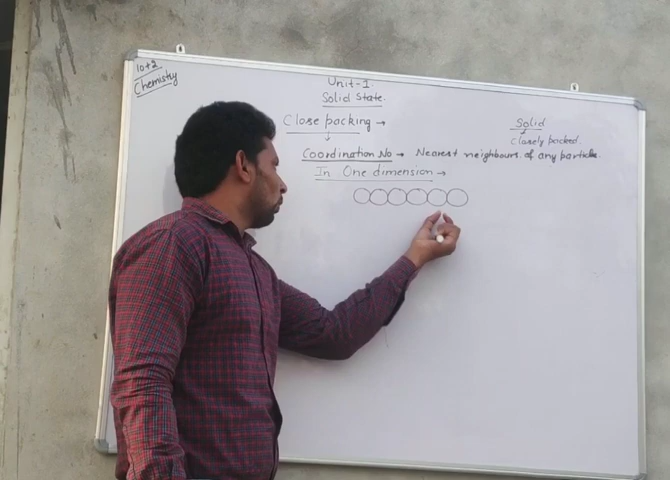 10+2
Chemistry
Unit-I
Solid State.
Close packing →
Solid
↓
↓
Closely packed.
Coordination No → Nearest neighbours of any particle
In One dimension →